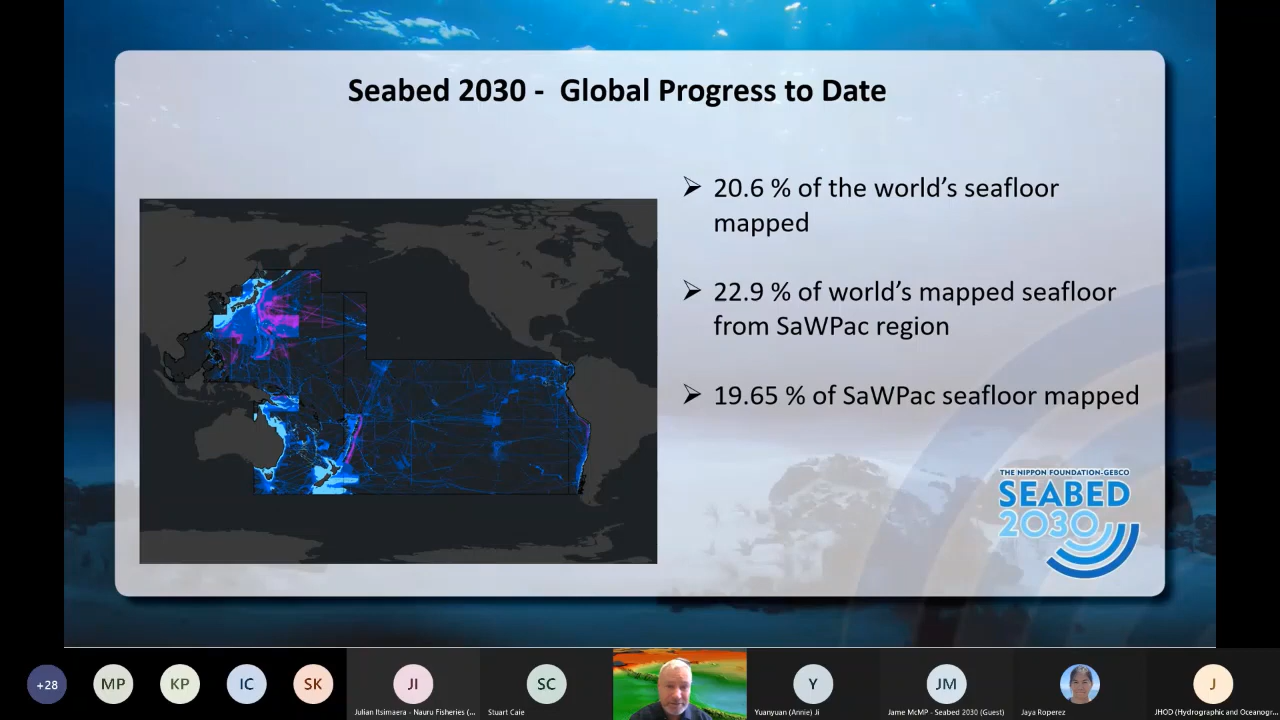 Seabed 2030 - Global Progress to Date
➢ 20.6 % of the world's seafloor
mapped
➢ 22.9 % of world's mapped seafloor
from SaWPac region
➢ 19.65 % of SaWPac seafloor mapped
THE NIPPON FOUNDATION-GEBCO
SEABED
2030
+28
MP
KP
IC
SK
JI
SC
Y
JM
J
Julian Itsimaera - Nauru Fisheries (...
Stuart Caie
Yuanyuan (Annie) Ji
Jame McMP - Seabed 2030 (Guest)
Jaya Roperez
JHOD (Hydrographic and Oceanogr...